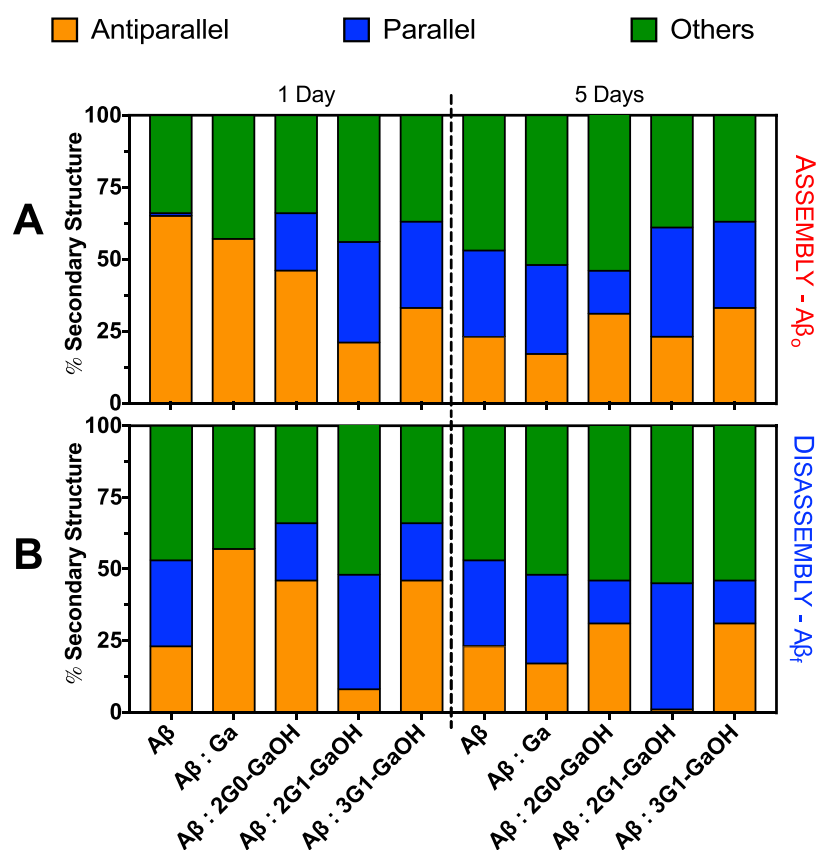 Antiparallel Parallel Others
1 Day 5 Days
A
% Secondary Structure
100
75
50
25
0
ASSEMBLY - Aβo
B
% Secondary Structure
100
75
50
25
0
DISASSEMBLY - Aβf
Aβ
Aβ : Ga
Aβ : 2G0-GaOH
Aβ : 2G1-GaOH
Aβ : 3G1-GaOH
Aβ
Aβ : Ga
Aβ : 2G0-GaOH
Aβ : 2G1-GaOH
Aβ : 3G1-GaOH